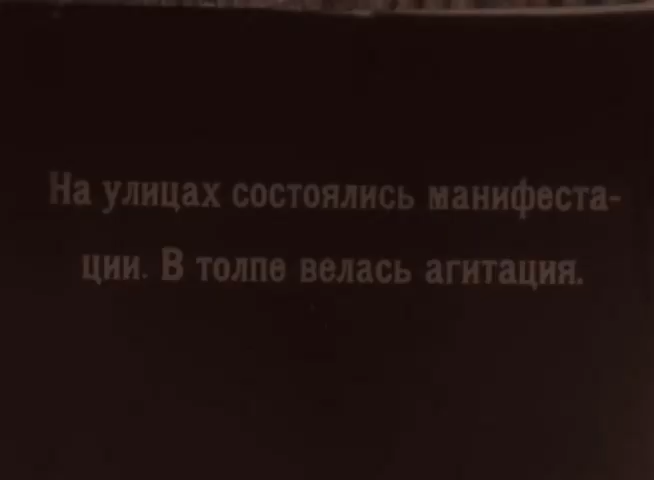 На улицах состоялись манифеста-
ции. В толпе велась агитация.